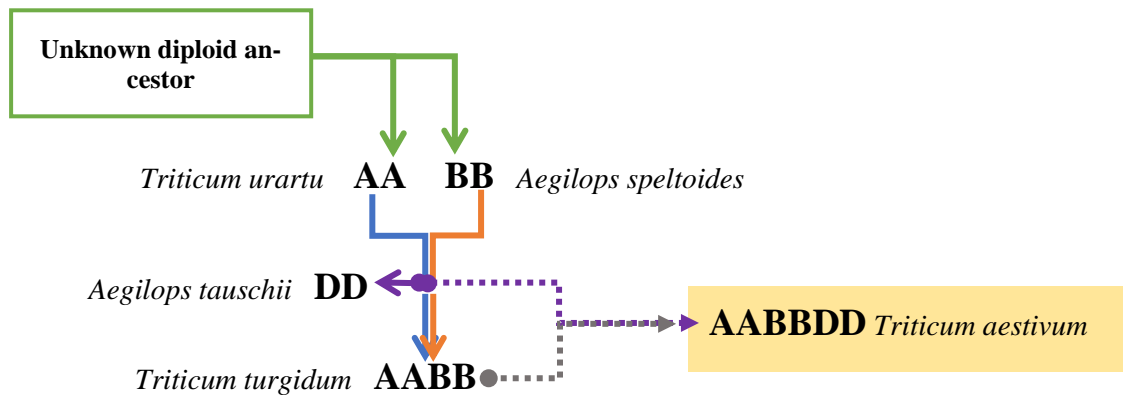 Unknown diploid an-
cestor
Triticum urartu AA BB Aegilops speltoides
Aegilops tauschii DD
AABBDD Triticum aestivum
Triticum turgidum AABB